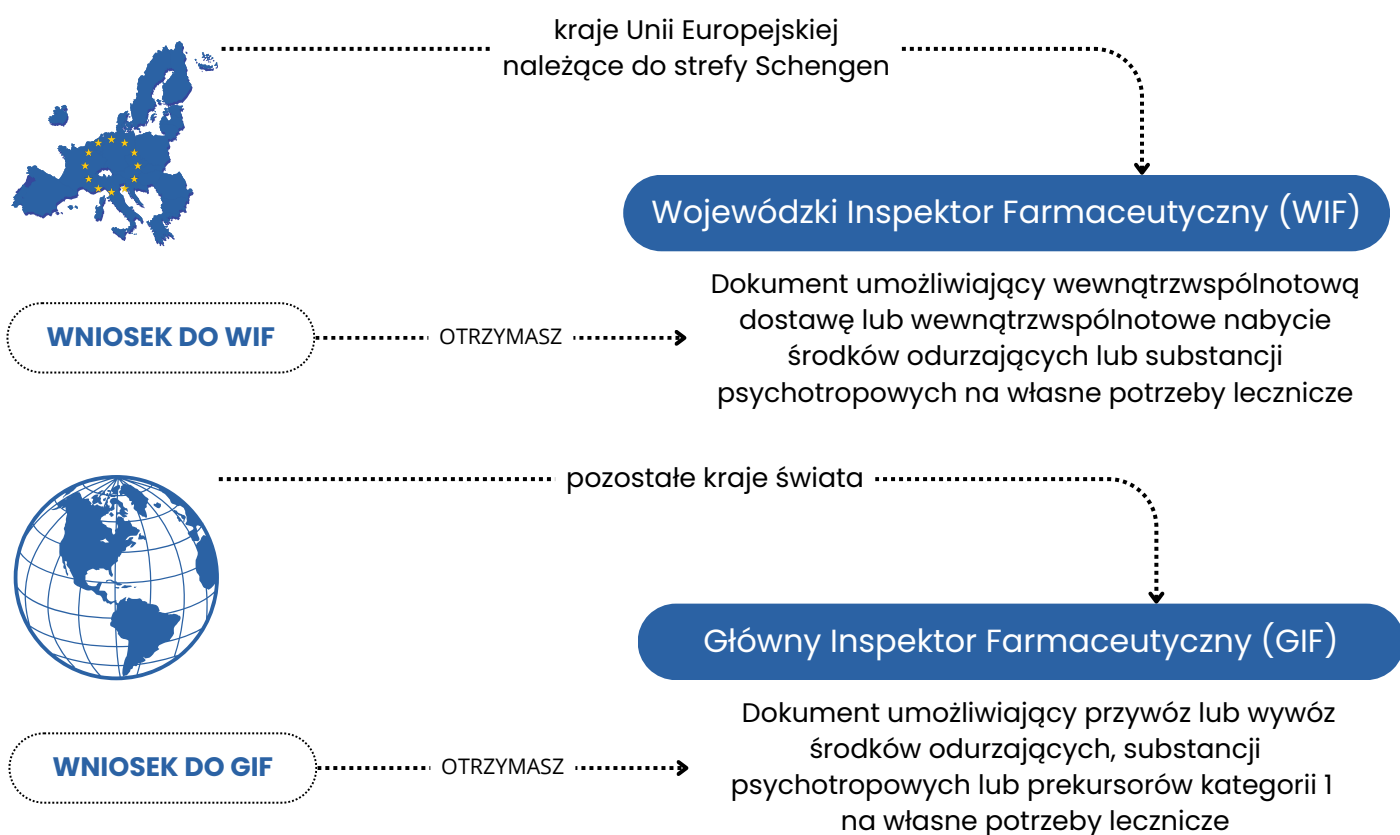 kraje Unii Europejskiej
należące do strefy Schengen
Wojewódzki Inspektor Farmaceutyczny (WIF)
WNIOSEK DO WIF
OTRZYMASZ
Dokument umożliwiający wewnątrzwspólnotową
dostawę lub wewnątrzwspólnotowe nabycie
środków odurzających lub substancji
psychotropowych na własne potrzeby lecznicze
pozostałe kraje świata
Główny Inspektor Farmaceutyczny (GIF)
WNIOSEK DO GIF
OTRZYMASZ
Dokument umożliwiający przywóz lub wywóz
środków odurzających, substancji
psychotropowych lub prekursorów kategorii 1
na własne potrzeby lecznicze